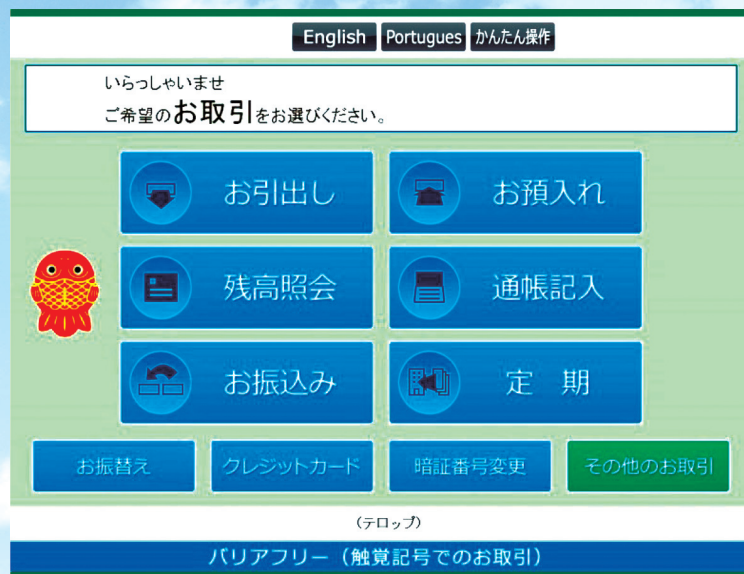 English Portugues かんたん操作
いらっしゃいませ
ご希望のお取引をお選びください。
お引出し お預入れ
残高照会 通帳記入
お振込み 定 期
お振替え クレジットカード 暗証番号変更 その他のお取引
（テロップ）
バリアフリー（触覚記号でのお取引）